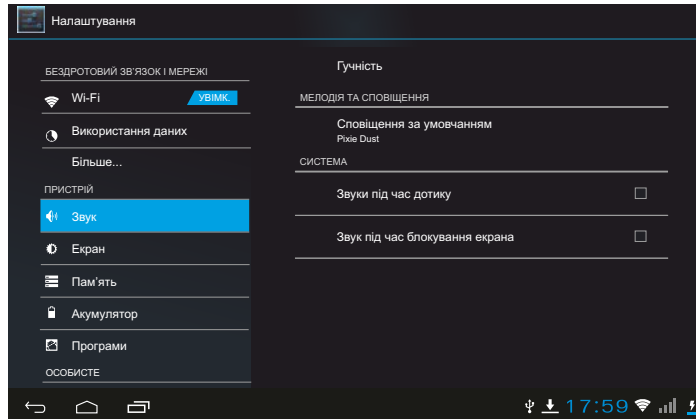 Налаштування
БЕЗДРОТОВИЙ ЗВ'ЯЗОК І МЕРЕЖІ
Wi-Fi
УВІМК.
Використання даних
Більше...
ПРИСТРІЙ
Звук
Екран
Пам'ять
Акумулятор
Програми
ОСОБИСТЕ
Гучність
МЕЛОДІЯ ТА СПОВІЩЕННЯ
Сповіщення за умовчанням
Pixie Dust
СИСТЕМА
Звуки під час дотику
Звук під час блокування екрана
17:59